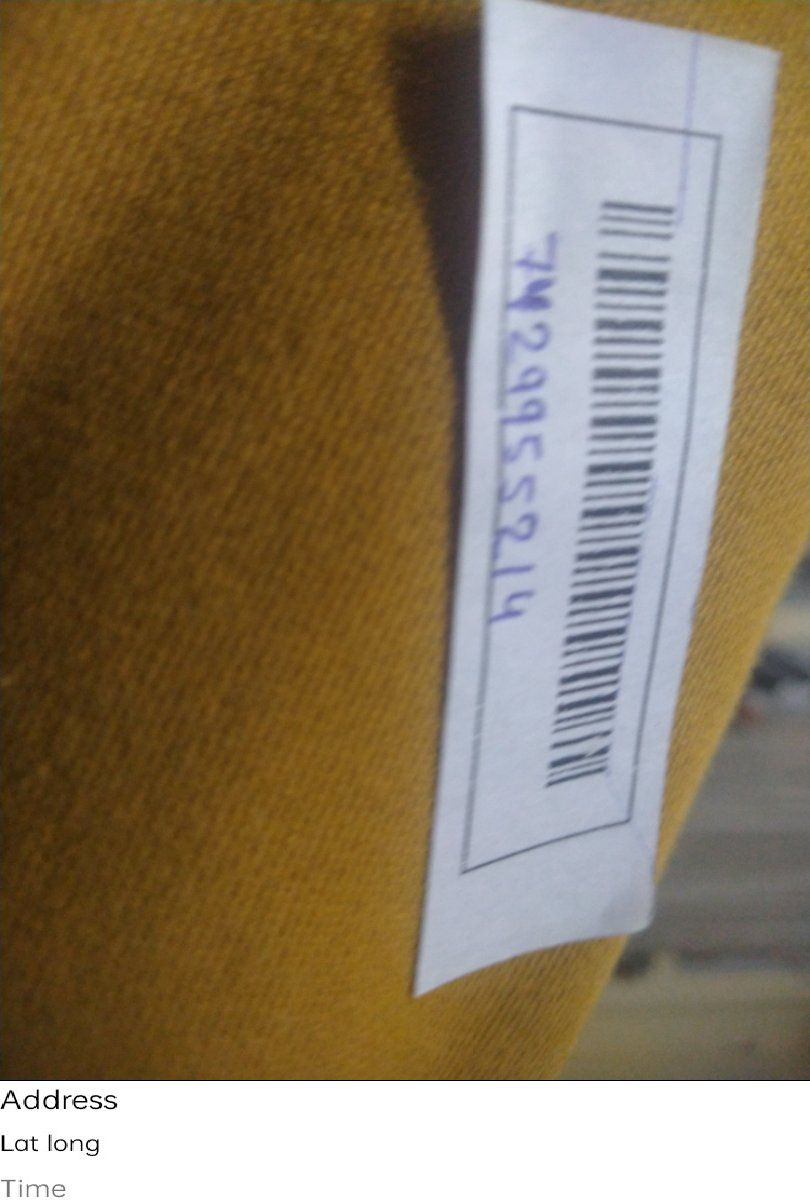 7429955214
Address
Lat long
Time